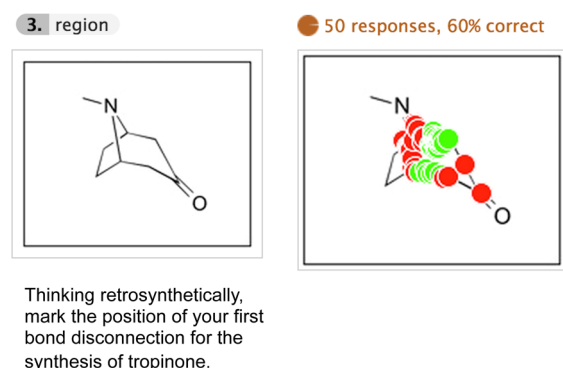 3. region
50 responses, 60% correct
N
O
N
O
Thinking retrosynthetically,
mark the position of your first
bond disconnection for the
synthesis of tropinone.